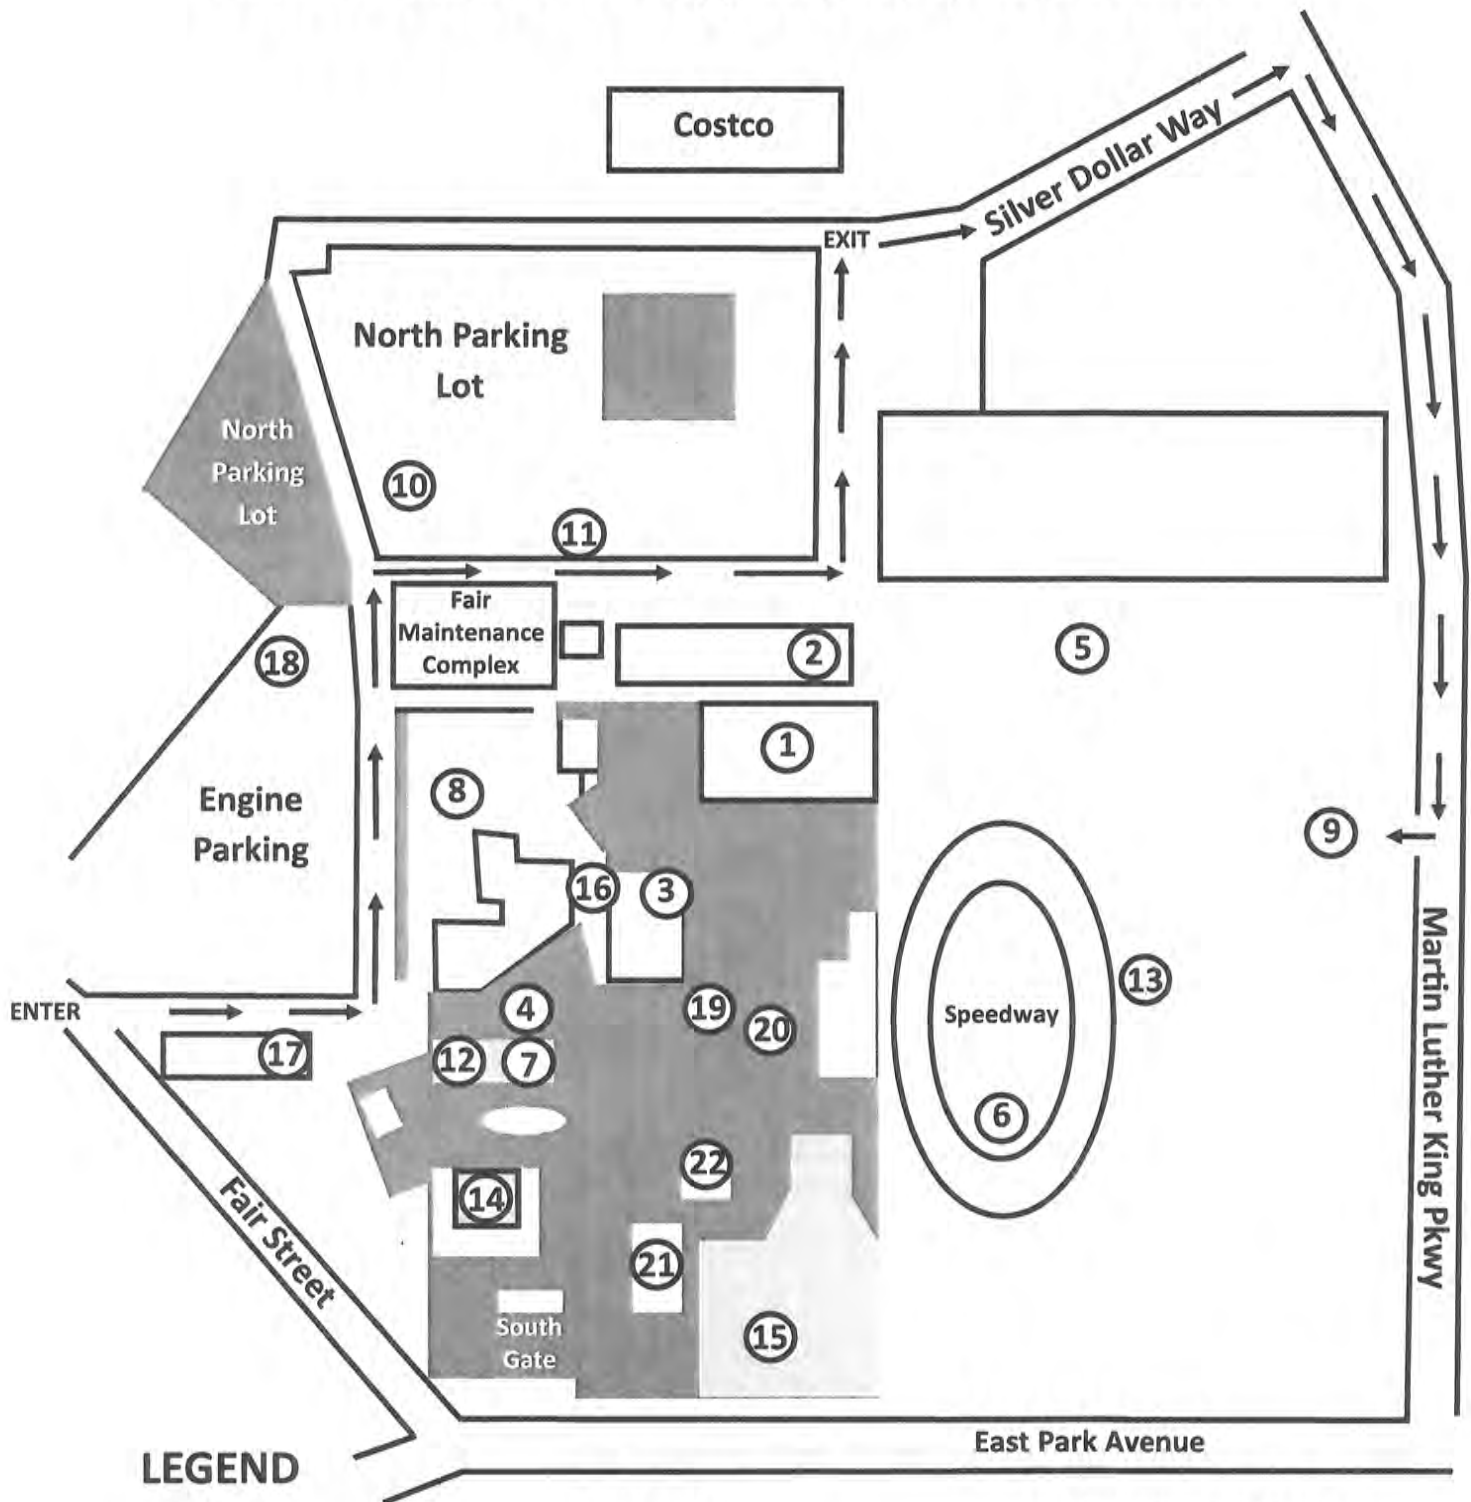 Costco
Silver Dollar Way
EXIT
North Parking
Lot
North
Parking
Lot
10
11
Fair
Maintenance
Complex
2
5
18
1
8
Engine
Parking
9
16
3
Martin Luther King Pkwy
13
ENTER
4
19
20
Speedway
17
12
7
6
22
14
Fair Street
21
South
Gate
15
East Park Avenue
LEGEND